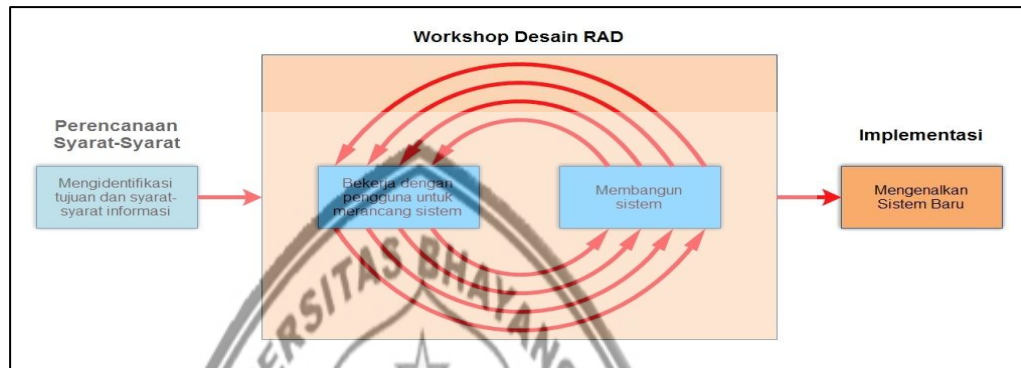 Workshop Desain RAD
Perencanaan
Syarat-Syarat
Mengidentifikasi
tujuan dan syarat-
syarat informasi
Bekerja dengan
pengguna untuk
merancang sistem
Membangun
sistem
Implementasi
Mengenalkan
Sistem Baru